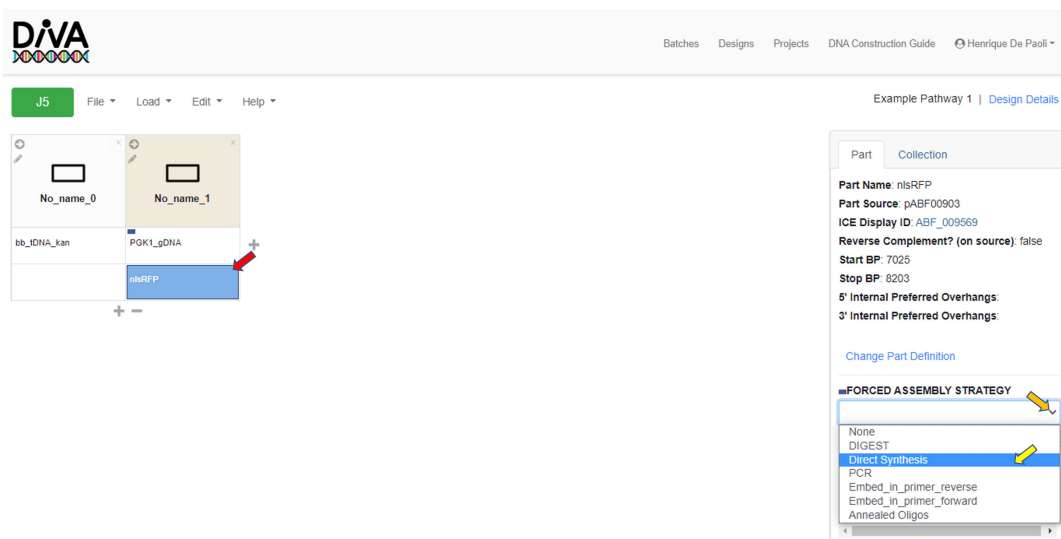 DiVA
Batches Designs Projects DNA Construction Guide Henrique De Paoli
J5 File Load Edit Help
Example Pathway 1 | Design Details
No_name_0 No_name_1
bb_tDNA_kan PGK1_gDNA
nlsRFP
Part Collection
Part Name: nlsRFP
Part Source: pABF00903
ICE Display ID: ABF_009569
Reverse Complement? (on source): false
Start BP: 7025
Stop BP: 8203
5' Internal Preferred Overhangs:
3' Internal Preferred Overhangs:
Change Part Definition
FORCED ASSEMBLY STRATEGY
None
DIGEST
Direct Synthesis
PCR
Embed_in_primer_reverse
Embed_in_primer_forward
Annealed Oligos